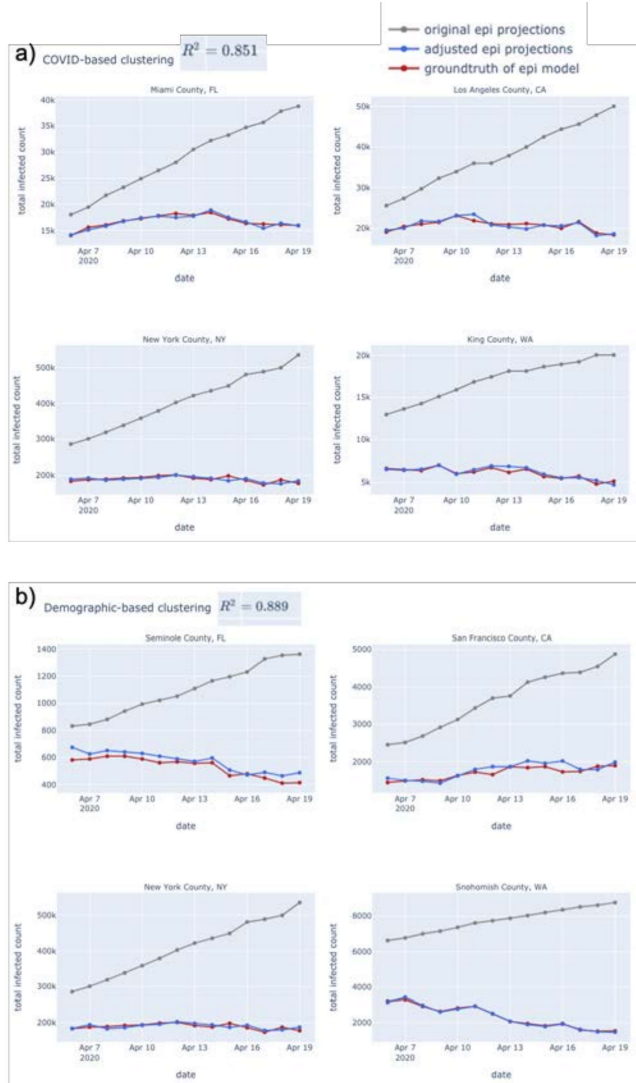 original epi projections
a) COVID-based clustering R² = 0.851
adjusted epi projections
groundtruth of epi model
Miami County, FL
40k
35k
30k
25k
20k
15k
total infected count
Apr 7
2020
Apr 10
Apr 13
Apr 16
Apr 19
date
Los Angeles County, CA
50k
40k
30k
20k
total infected count
Apr 7
2020
Apr 10
Apr 13
Apr 16
Apr 19
date
New York County, NY
500k
400k
300k
200k
total infected count
Apr 7
2020
Apr 10
Apr 13
Apr 16
Apr 19
date
King County, WA
20k
15k
10k
5k
total infected count
Apr 7
2020
Apr 10
Apr 13
Apr 16
Apr 19
date
b) Demographic-based clustering R² = 0.889
Seminole County, FL
1400
1200
1000
800
600
400
total infected count
Apr 7
2020
Apr 10
Apr 13
Apr 16
Apr 19
date
San Francisco County, CA
5000
4000
3000
2000
total infected count
Apr 7
2020
Apr 10
Apr 13
Apr 16
Apr 19
date
New York County, NY
500k
400k
300k
200k
total infected count
Apr 7
2020
Apr 10
Apr 13
Apr 16
Apr 19
date
Snohomish County, WA
8000
6000
4000
2000
total infected count
Apr 7
2020
Apr 10
Apr 13
Apr 16
Apr 19
date